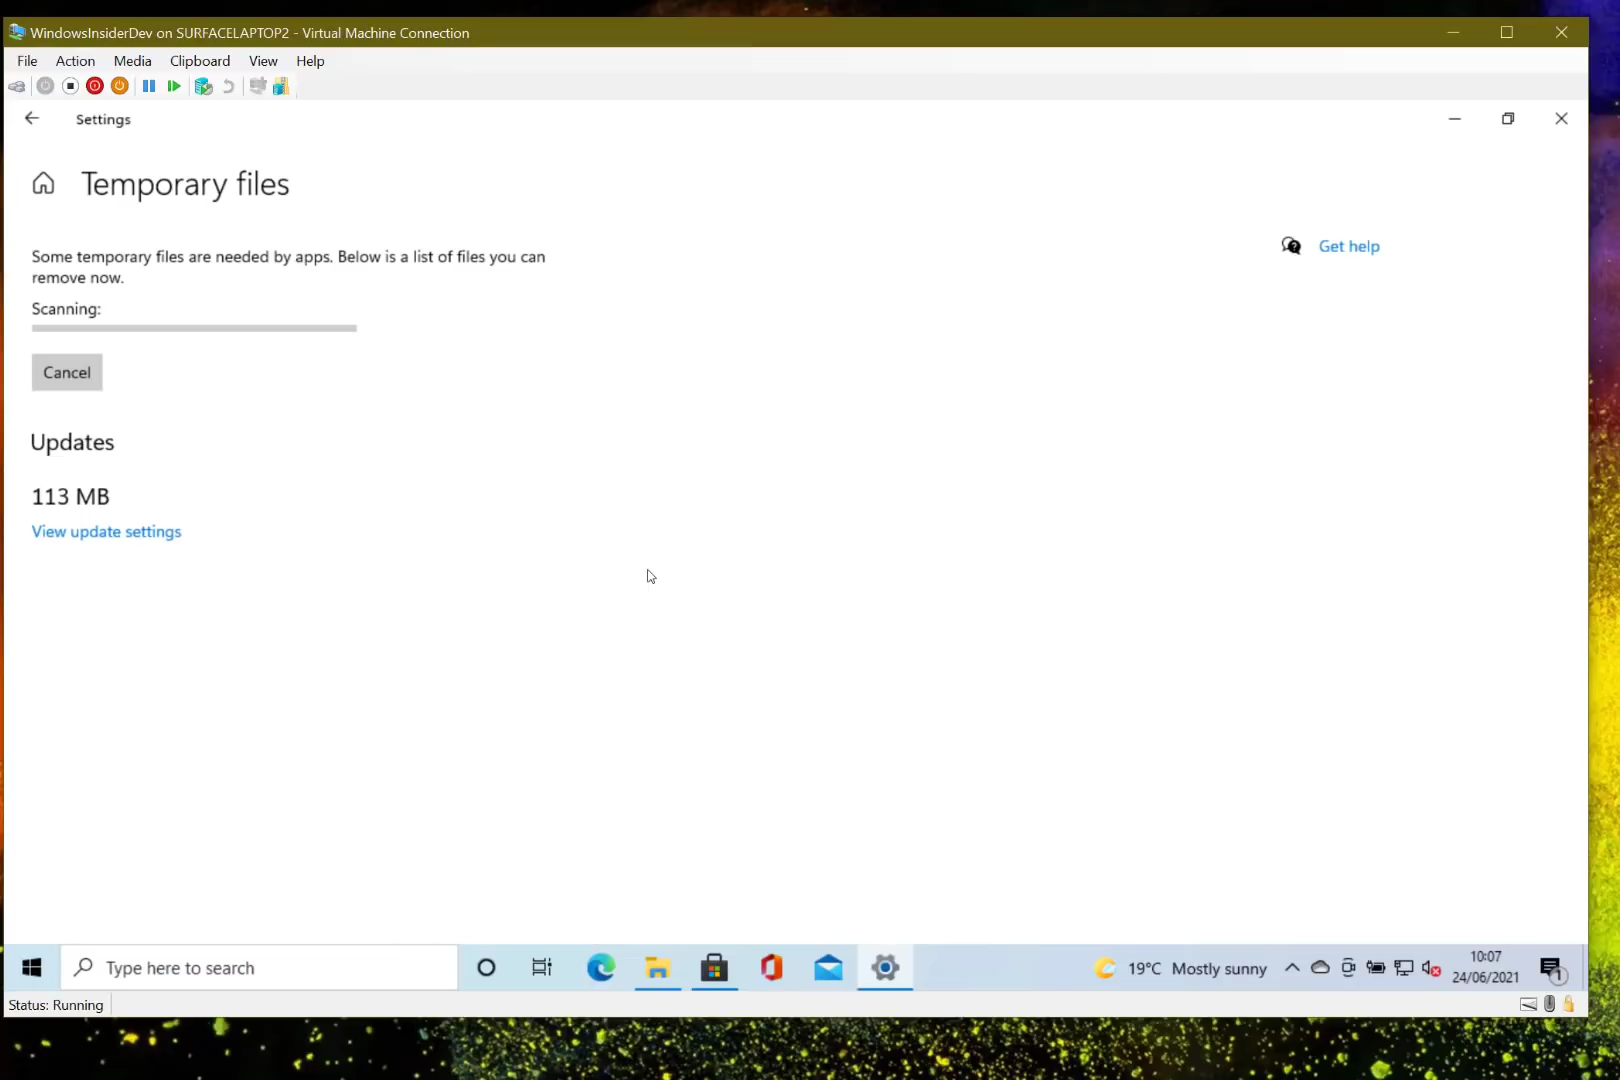 WindowsInsiderDev on SURFACELAPTOP2 - Virtual Machine Connection
File Action Media Clipboard View Help
Settings
Temporary files
Some temporary files are needed by apps. Below is a list of files you can
remove now.
Get help
Scanning:
Cancel
Updates
113 MB
View update settings
Type here to search
19°C Mostly sunny
10:07
24/06/2021
1
Status: Running